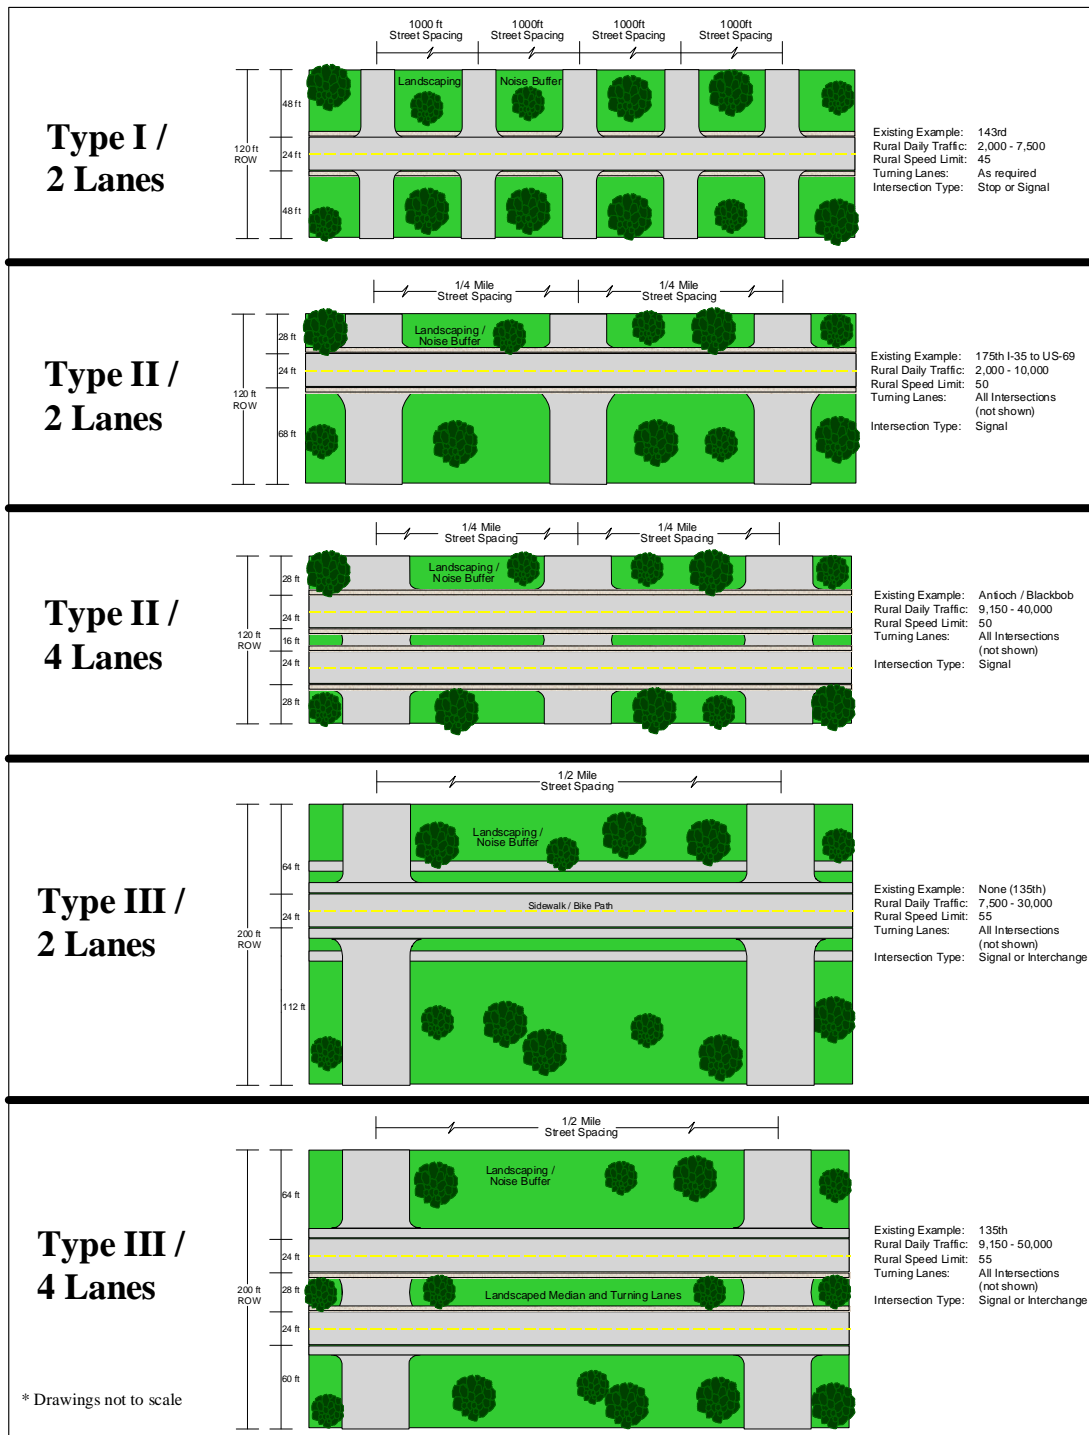 1000 ft
Street Spacing
1000ft
Street Spacing
1000ft
Street Spacing
1000ft
Street Spacing
Type I /
2 Lanes
120 ft
ROW
48 ft
24 ft
48 ft
Landscaping
Noise Buffer
Existing Example: 143rd
Rural Daily Traffic: 2,000 - 7,500
Rural Speed Limit: 45
Turning Lanes: As required
Intersection Type: Stop or Signal
1/4 Mile
Street Spacing
1/4 Mile
Street Spacing
Type II /
2 Lanes
120 ft
ROW
28 ft
24 ft
68 ft
Landscaping /
Noise Buffer
Existing Example: 175th I-35 to US-69
Rural Daily Traffic: 2,000 - 10,000
Rural Speed Limit: 50
Turning Lanes: All Intersections
(not shown)
Intersection Type: Signal
1/4 Mile
Street Spacing
1/4 Mile
Street Spacing
Type II /
4 Lanes
120 ft
ROW
28 ft
24 ft
16 ft
24 ft
28 ft
Landscaping /
Noise Buffer
Existing Example: Antioch / Blackbob
Rural Daily Traffic: 9,150 - 40,000
Rural Speed Limit: 50
Turning Lanes: All Intersections
(not shown)
Intersection Type: Signal
1/2 Mile
Street Spacing
Type III /
2 Lanes
200 ft
ROW
64 ft
24 ft
112 ft
Landscaping /
Noise Buffer
Sidewalk / Bike Path
Existing Example: None (135th)
Rural Daily Traffic: 7,500 - 30,000
Rural Speed Limit: 55
Turning Lanes: All Intersections
(not shown)
Intersection Type: Signal or Interchange
1/2 Mile
Street Spacing
Type III /
4 Lanes
200 ft
ROW
64 ft
24 ft
28 ft
24 ft
60 ft
Landscaping /
Noise Buffer
Landscaped Median and Turning Lanes
Existing Example: 135th
Rural Daily Traffic: 9,150 - 50,000
Rural Speed Limit: 55
Turning Lanes: All Intersections
(not shown)
Intersection Type: Signal or Interchange
* Drawings not to scale